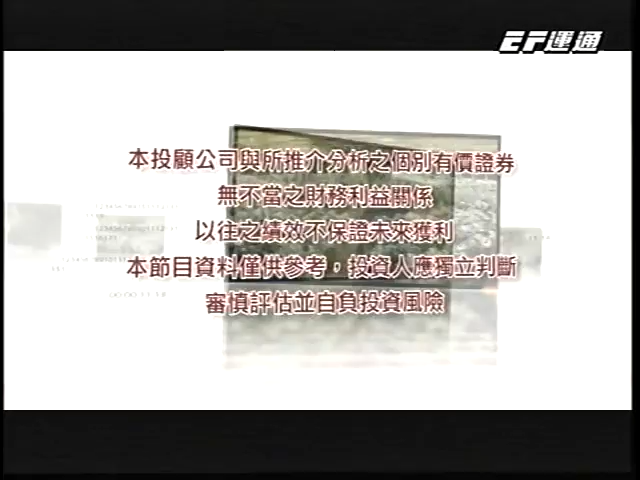 EF運通
本投顧公司與所推介分析之個別有價證券
無不當之財務利益關係
以往之績效不保證未來獲利
本節目資料僅供參考，投資人應獨立判斷
審慎評估並自負投資風險